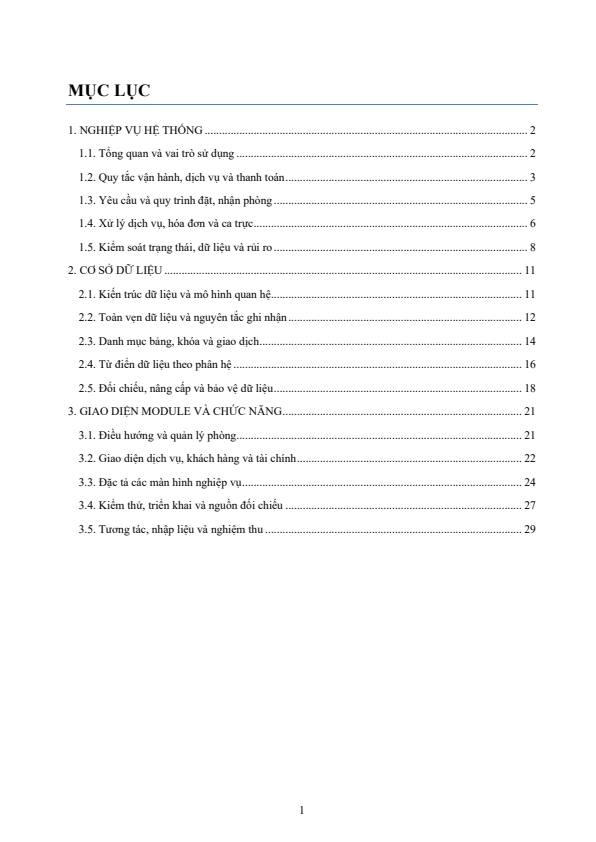 MỤC LỤC
1. NGHIỆP VỤ HỆ THỐNG 2
1.1. Tổng quan và vai trò sử dụng 2
1.2. Quy tắc vận hành, dịch vụ và thanh toán 3
1.3. Yêu cầu và quy trình đặt, nhận phòng 5
1.4. Xử lý dịch vụ, hóa đơn và ca trực 6
1.5. Kiểm soát trạng thái, dữ liệu và rủi ro 8
2. CƠ SỞ DỮ LIỆU 11
2.1. Kiến trúc dữ liệu và mô hình quan hệ 11
2.2. Toàn vẹn dữ liệu và nguyên tắc ghi nhận 12
2.3. Danh mục bảng, khóa và giao dịch 14
2.4. Từ điển dữ liệu theo phân hệ 16
2.5. Đối chiếu, nâng cấp và bảo vệ dữ liệu 18
3. GIAO DIỆN MODULE VÀ CHỨC NĂNG 21
3.1. Điều hướng và quản lý phòng 21
3.2. Giao diện dịch vụ, khách hàng và tài chính 22
3.3. Đặc tả các màn hình nghiệp vụ 24
3.4. Kiểm thử, triển khai và nguồn đối chiếu 27
3.5. Tương tác, nhập liệu và nghiệm thu 29
1